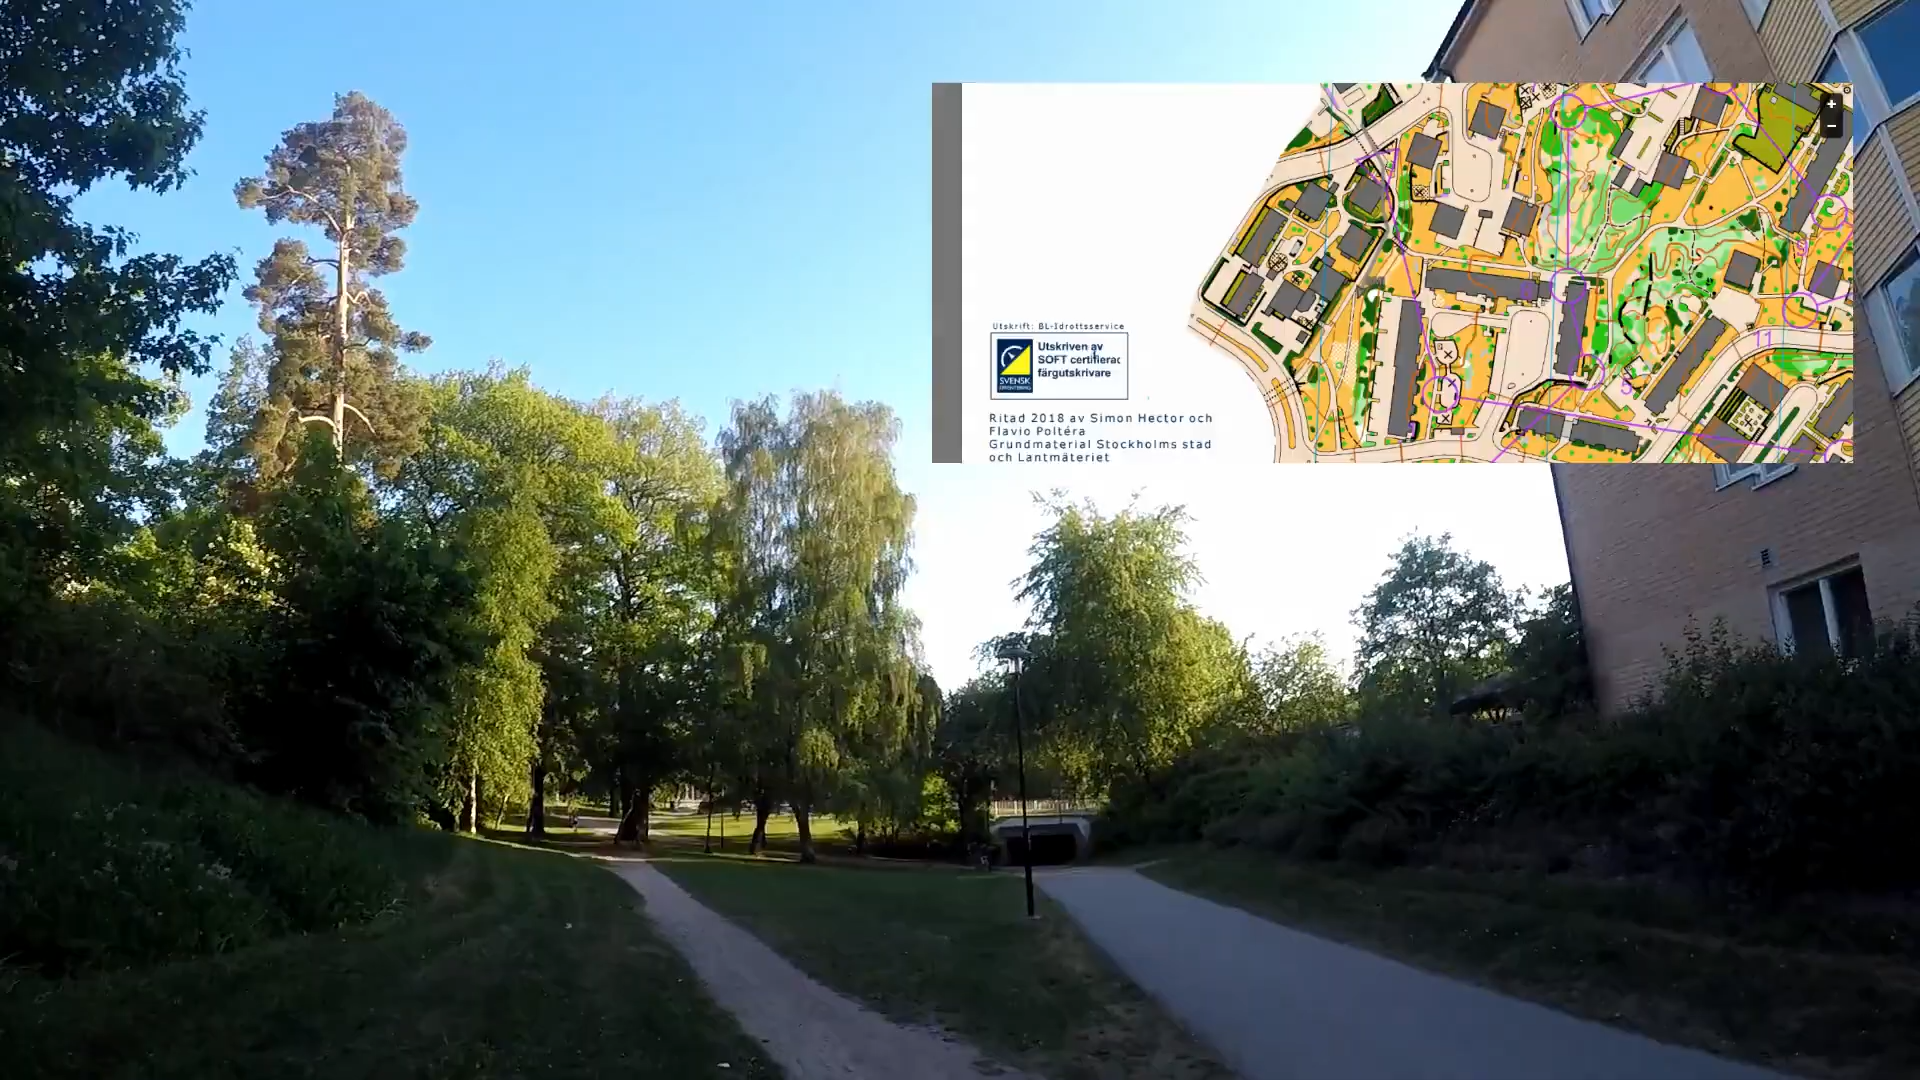 Utskrift: BL-Idrottsservice
Utskriven av
SOFT certifierad
färgutskrivare
SVENSK
ORIENTERING
Ritad 2018 av Simon Hector och
Flavio Poltéra
Grundmaterial Stockholms stad
och Lantmäteriet
11